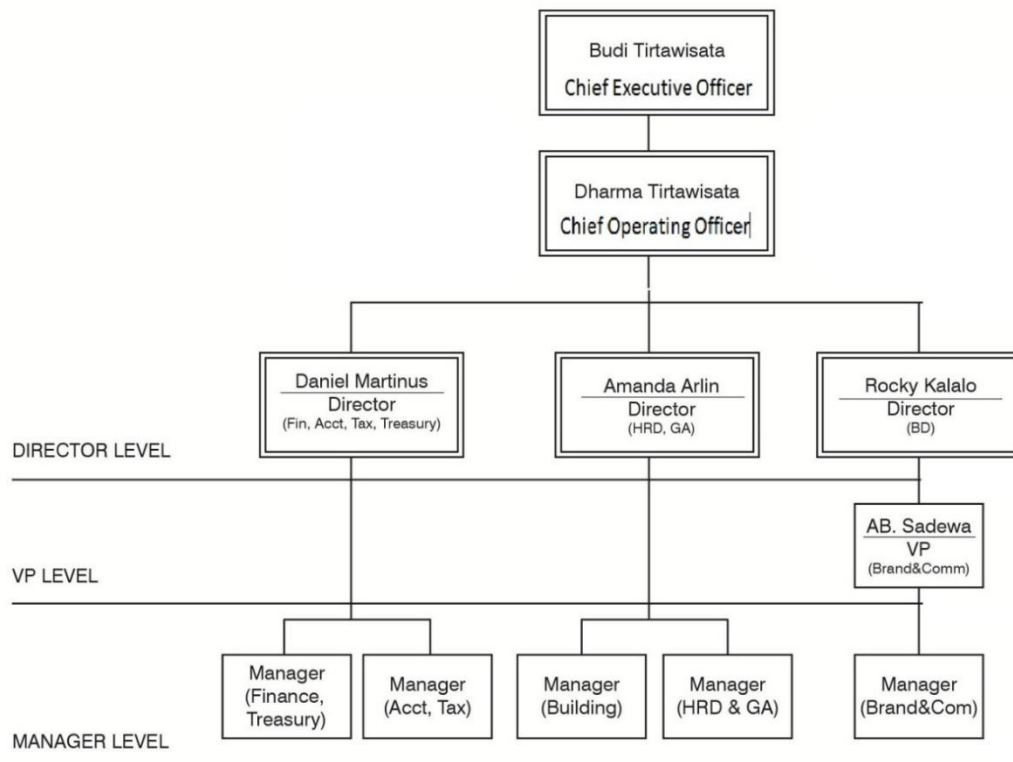 Budi Tirtawisata
Chief Executive Officer
Dharma Tirtawisata
Chief Operating Officer
Daniel Martinus
Director
(Fin, Acct, Tax, Treasury)
Amanda Arlin
Director
(HRD, GA)
Rocky Kalalo
Director
(BD)
DIRECTOR LEVEL
AB. Sadewa
VP
(Brand&Comm)
VP LEVEL
Manager
(Finance,
Treasury)
Manager
(Acct, Tax)
Manager
(Building)
Manager
(HRD & GA)
Manager
(Brand&Com)
MANAGER LEVEL